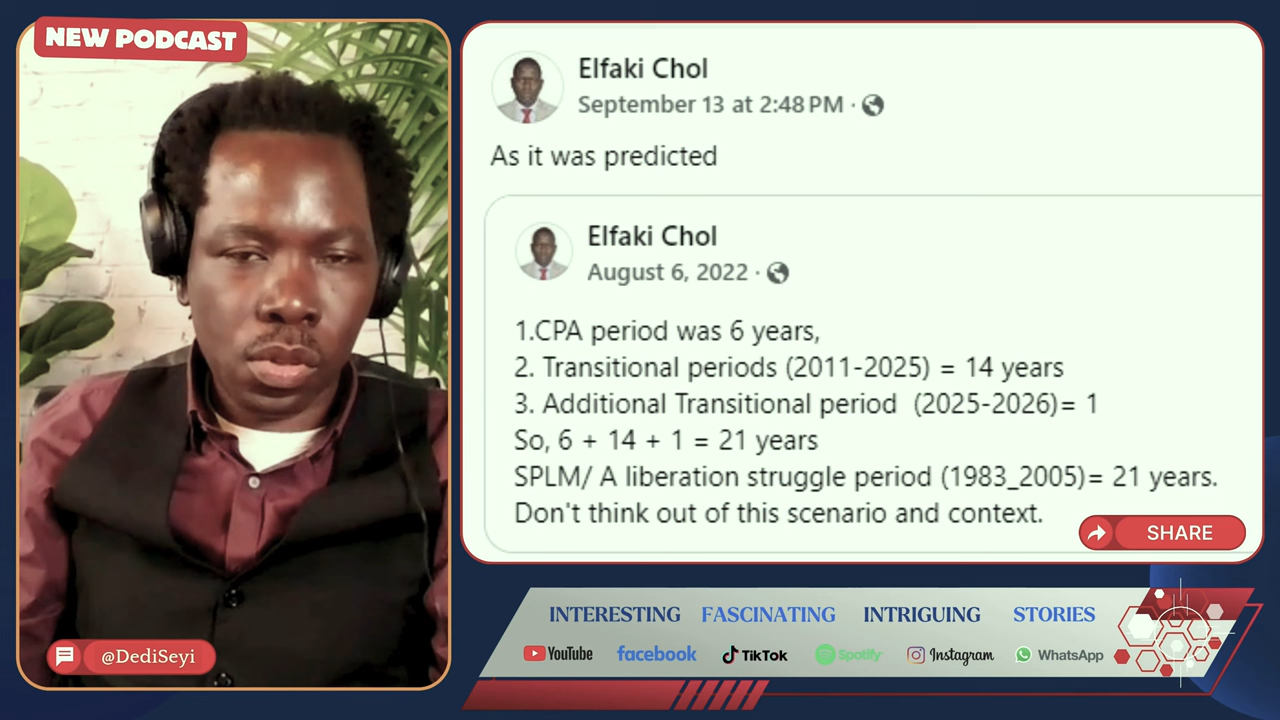 NEW PODCAST
@DediSeyi
Elfaki Chol
September 13 at 2:48 PM ·
As it was predicted
Elfaki Chol
August 6, 2022 ·
1.CPA period was 6 years,
2. Transitional periods (2011-2025) = 14 years
3. Additional Transitional period (2025-2026)= 1
So, 6 + 14 + 1 = 21 years
SPLM/ A liberation struggle period (1983_2005)= 21 years.
Don't think out of this scenario and context.
SHARE
INTERESTING FASCINATING INTRIGUING STORIES
YouTube facebook TikTok Spotify Instagram WhatsApp